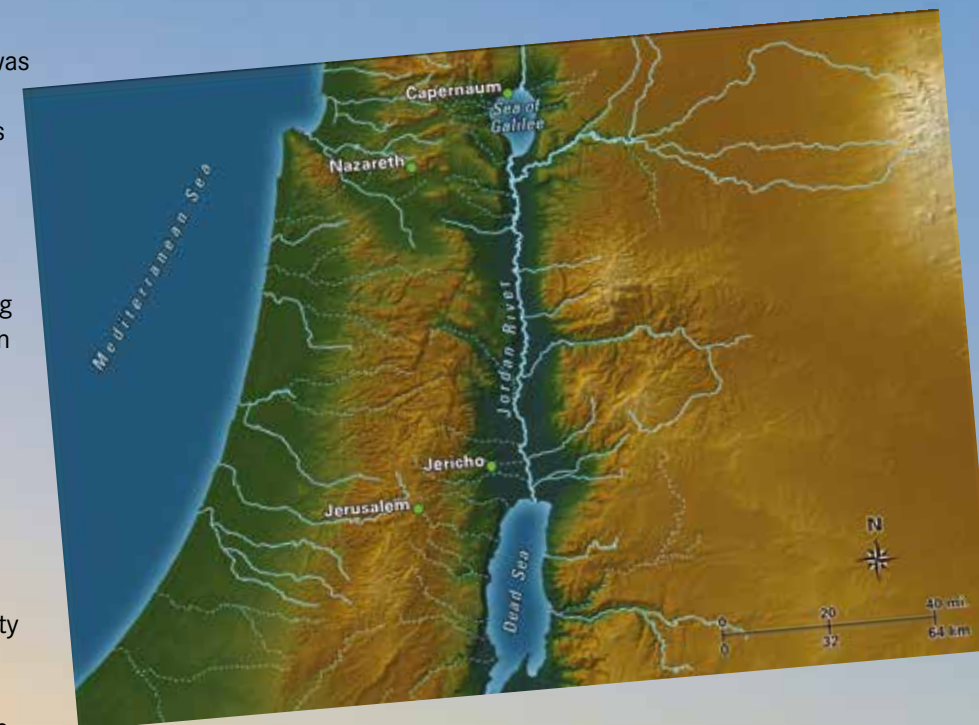 was
s
g
n
ty
Capernaum
Sea of
Galilee
Nazareth
Mediterranean Sea
Jordan River
Jericho
Jerusalem
Dead Sea
N
0 20 40 mi.
0 32 64 km